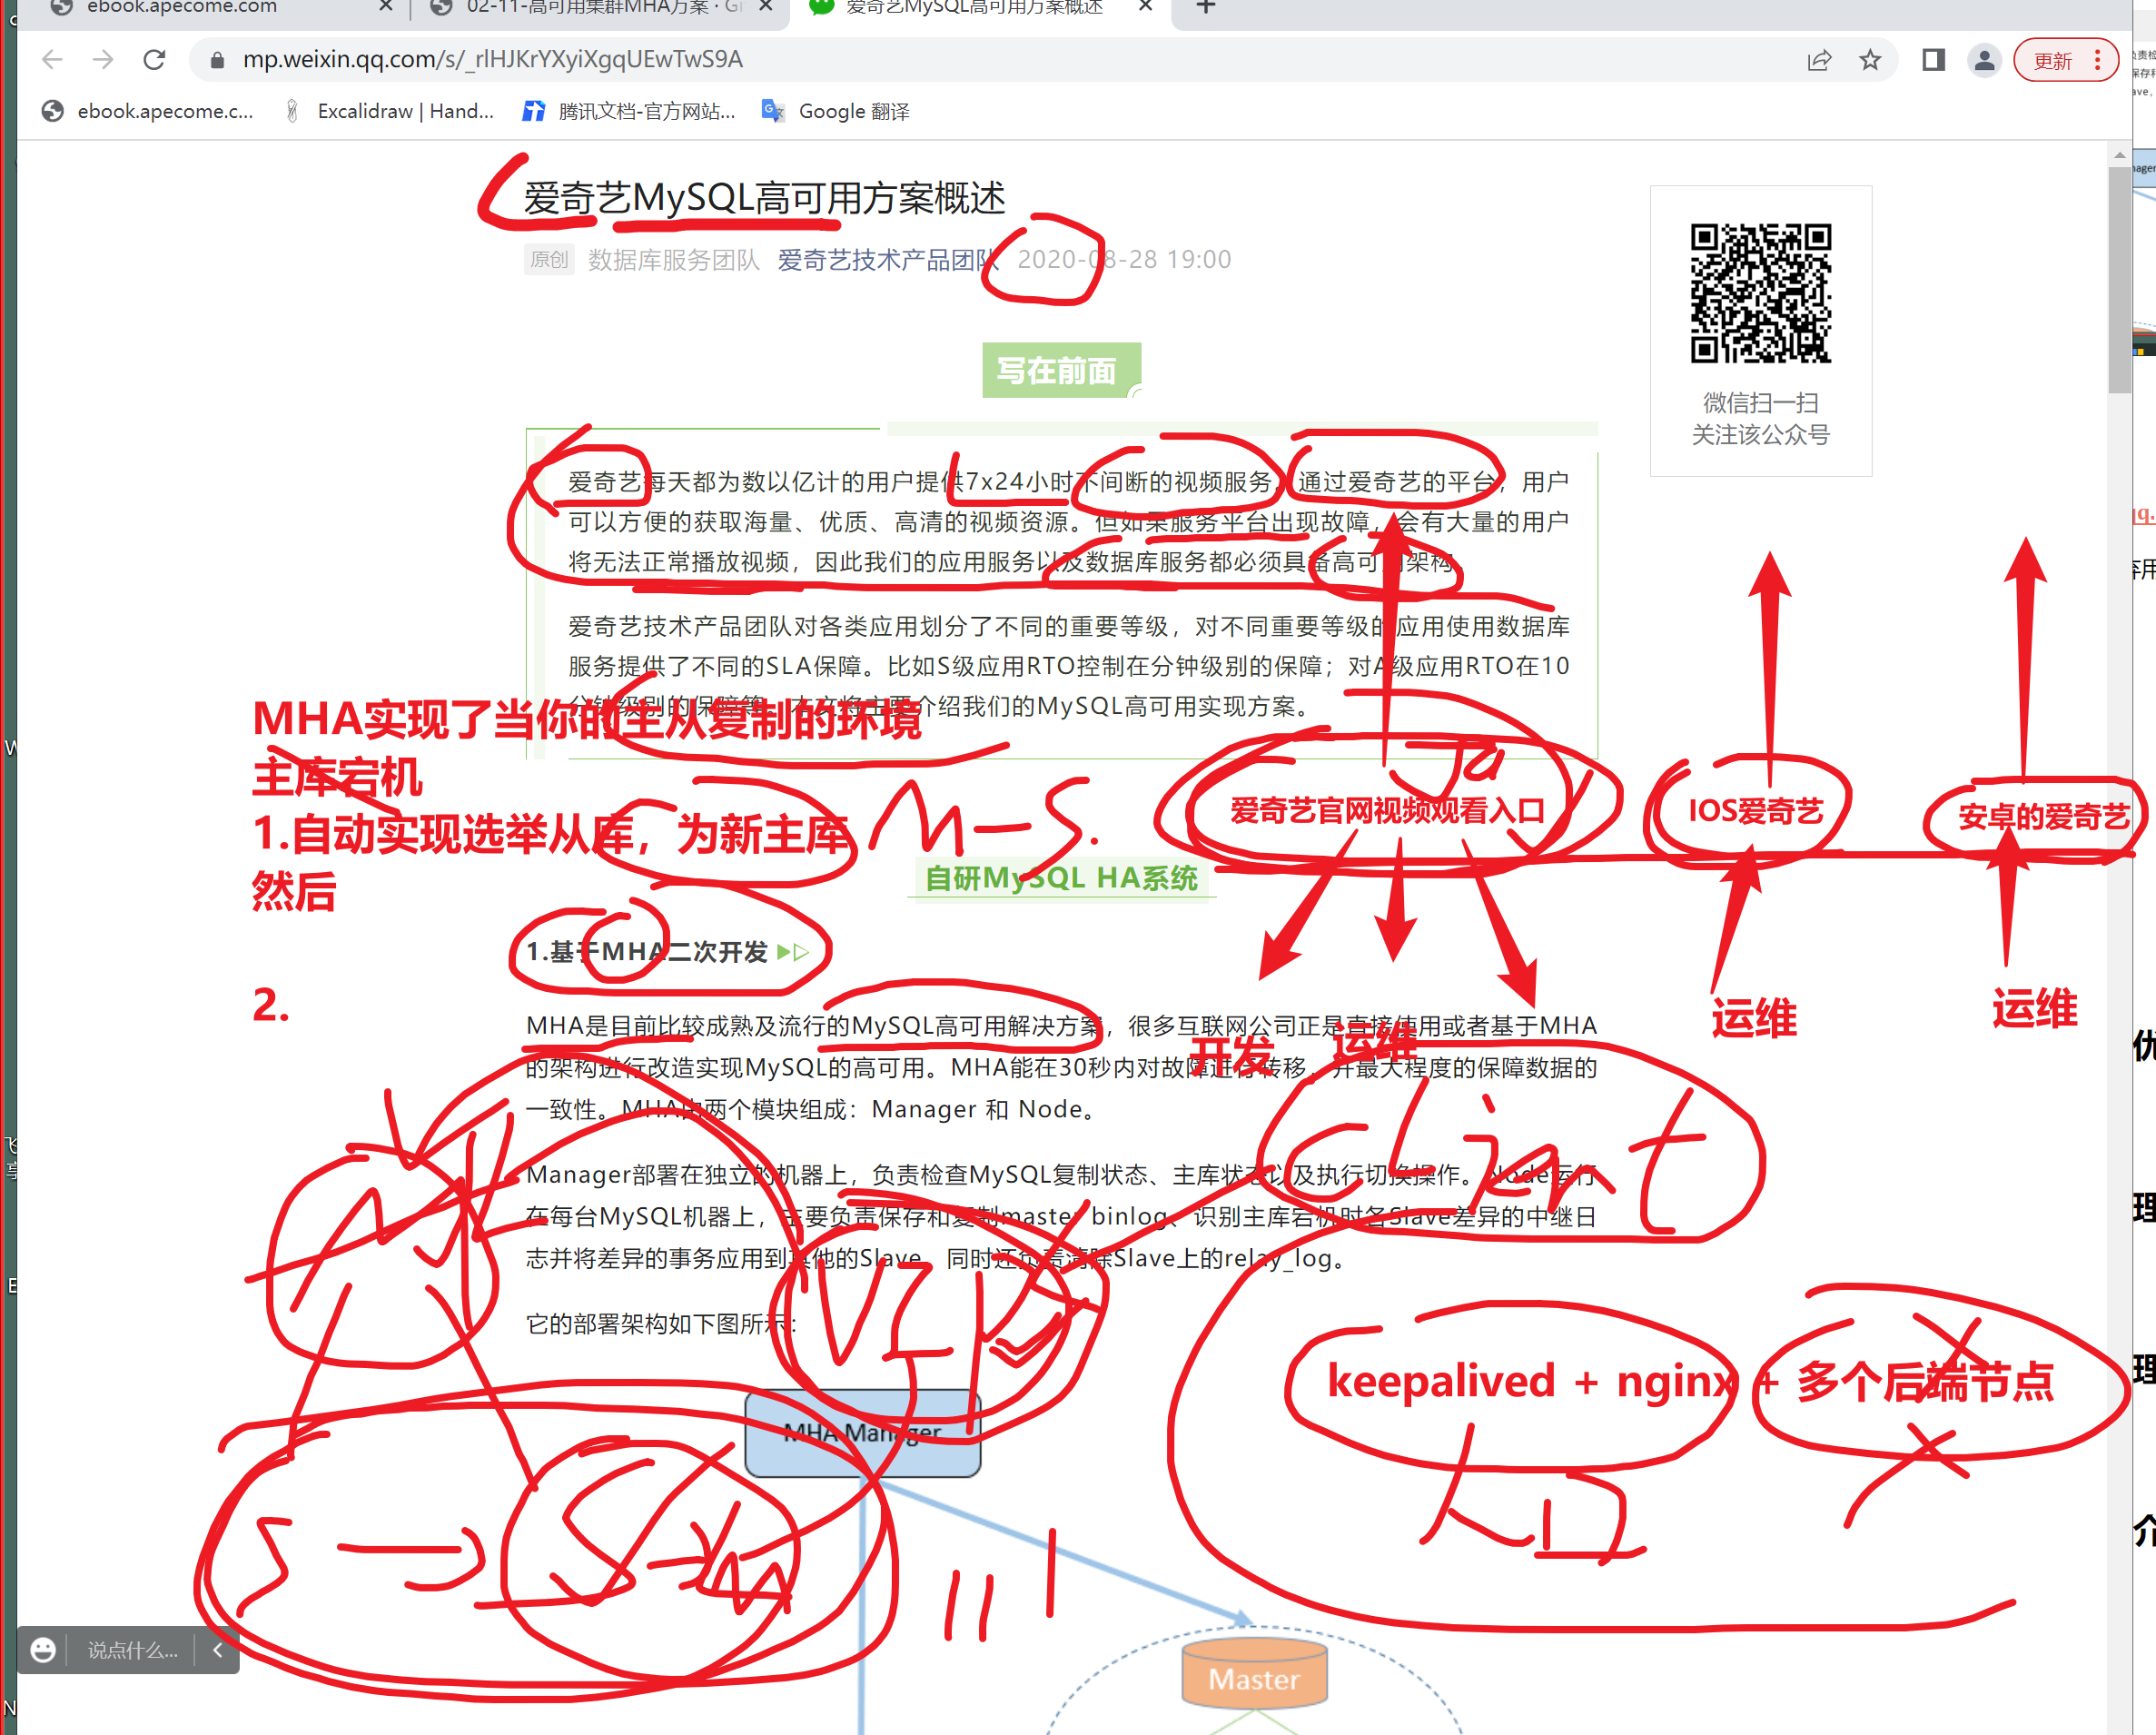 ebook.apecome.com
02-11-高可用集群MHA方案 · Gi
爱奇艺MySQL高可用方案概述
mp.weixin.qq.com/s/_rlHJKrYXyiXgqUEwTwS9A
更新
ebook.apecome.c...
Excalidraw | Hand...
腾讯文档-官方网站...
Google 翻译
爱奇艺MySQL高可用方案概述
原创 数据库服务团队 爱奇艺技术产品团队 2020-08-28 19:00
微信扫一扫
关注该公众号
写在前面
爱奇艺每天都为数以亿计的用户提供7x24小时不间断的视频服务。通过爱奇艺的平台，用户
可以方便的获取海量、优质、高清的视频资源。但如果服务平台出现故障，会有大量的用户
将无法正常播放视频，因此我们的应用服务以及数据库服务都必须具备高可用架构。
爱奇艺技术产品团队对各类应用划分了不同的重要等级，对不同重要等级的应用使用数据库
服务提供了不同的SLA保障。比如S级应用RTO控制在分钟级别的保障；对A级应用RTO在10
分钟级别的保障等。本文将主要介绍我们的MySQL高可用实现方案。
MHA实现了当你的主从复制的环境
主库宕机
1.自动实现选举从库，为新主库
然后
2.
M-S.
爱奇艺官网视频观看入口
IOS爱奇艺
安卓的爱奇艺
自研MySQL HA系统
1.基于MHA二次开发
开发
运维
运维
运维
MHA是目前比较成熟及流行的MySQL高可用解决方案，很多互联网公司正是直接使用或者基于MHA
的架构进行改造实现MySQL的高可用。MHA能在30秒内对故障进行转移，并最大程度的保障数据的
一致性。MHA由两个模块组成：Manager 和 Node。
Manager部署在独立的机器上，负责检查MySQL复制状态、主库状态以及执行切换操作。Node运行
在每台MySQL机器上，主要负责保存和复制master binlog、识别主库宕机时各Slave差异的中继日
志并将差异的事务应用到其他的Slave，同时还负责清除Slave上的relay_log。
它的部署架构如下图所示：
M
VIP
keepalived + nginx + 多个后端节点
MHA Manager
S
S
Master
说点什么...